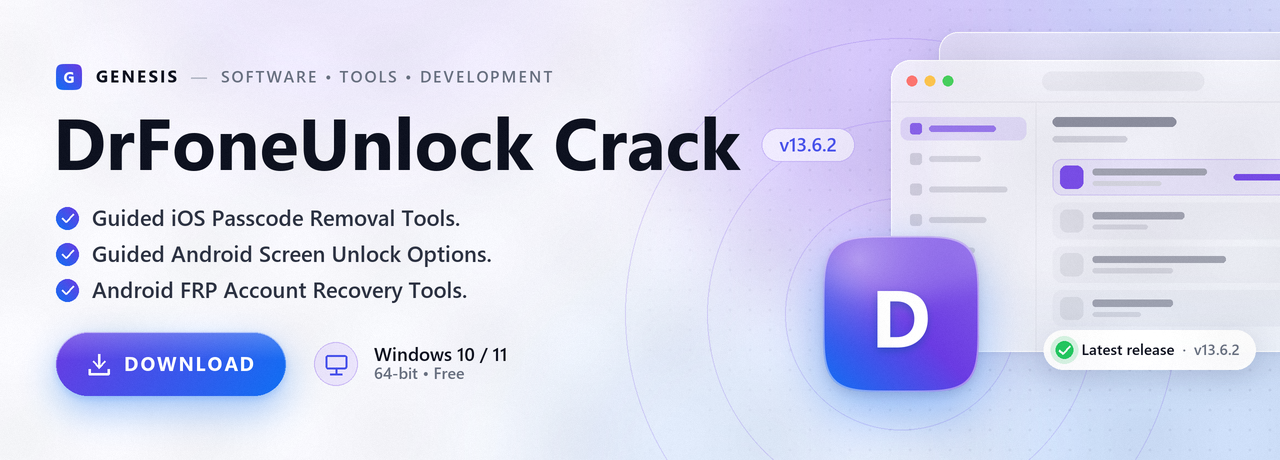 G GENESIS — SOFTWARE • TOOLS • DEVELOPMENT
DrFoneUnlock Crack v13.6.2
Guided iOS Passcode Removal Tools.
Guided Android Screen Unlock Options.
Android FRP Account Recovery Tools.
DOWNLOAD
Windows 10 / 11
64-bit • Free
D
Latest release · v13.6.2